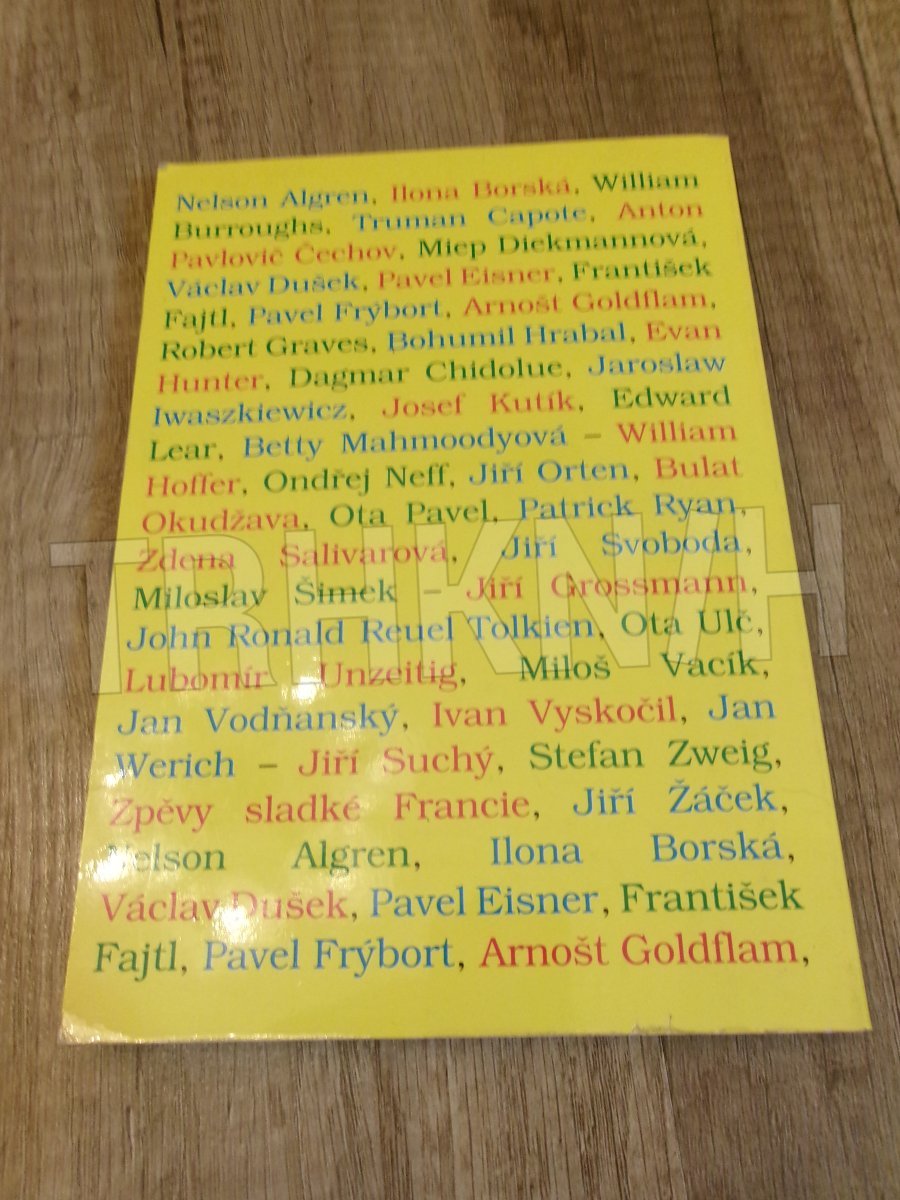 Nelson Algren, Ilona Borská, William
Burroughs, Truman Capote, Anton
Pavlovič Čechov, Miep Diekmannová,
Václav Dušek, Pavel Eisner, František
Fajtl, Pavel Frýbort, Arnošt Goldflam,
Robert Graves, Bohumil Hrabal, Evan
Hunter, Dagmar Chidolue, Jaroslaw
Iwaszkiewicz, Josef Kutík, Edward
Lear, Betty Mahmoodyová – William
Hoffer, Ondřej Neff, Jiří Orten, Bulat
Okudžava, Ota Pavel, Patrick Ryan,
Zdena Salivarová, Jiří Svoboda,
Miloslav Šimek – Jiří Grossmann,
John Ronald Reuel Tolkien, Ota Ulč,
Lubomír Unzeitig, Miloš Vacík,
Jan Vodňanský, Ivan Vyskočil, Jan
Werich – Jiří Suchý, Stefan Zweig,
Zpěvy sladké Francie, Jiří Žáček,
Nelson Algren, Ilona Borská,
Václav Dušek, Pavel Eisner, František
Fajtl, Pavel Frýbort, Arnošt Goldflam,
TRHKNIH